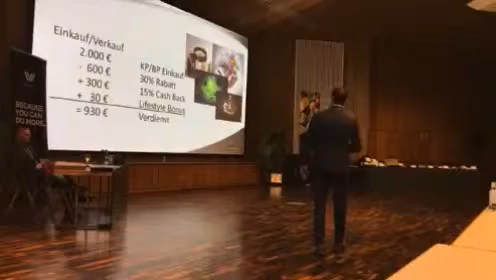 Einkauf/Verkauf
2.000 €
- 600 €
+ 300 €
+ 30 €
= 930 €
KP/BP Einkauf
30% Rabatt
15% Cash Back
Lifestyle Bonus
Verdienst
BECAUSE
YOU CAN
DO MORE.